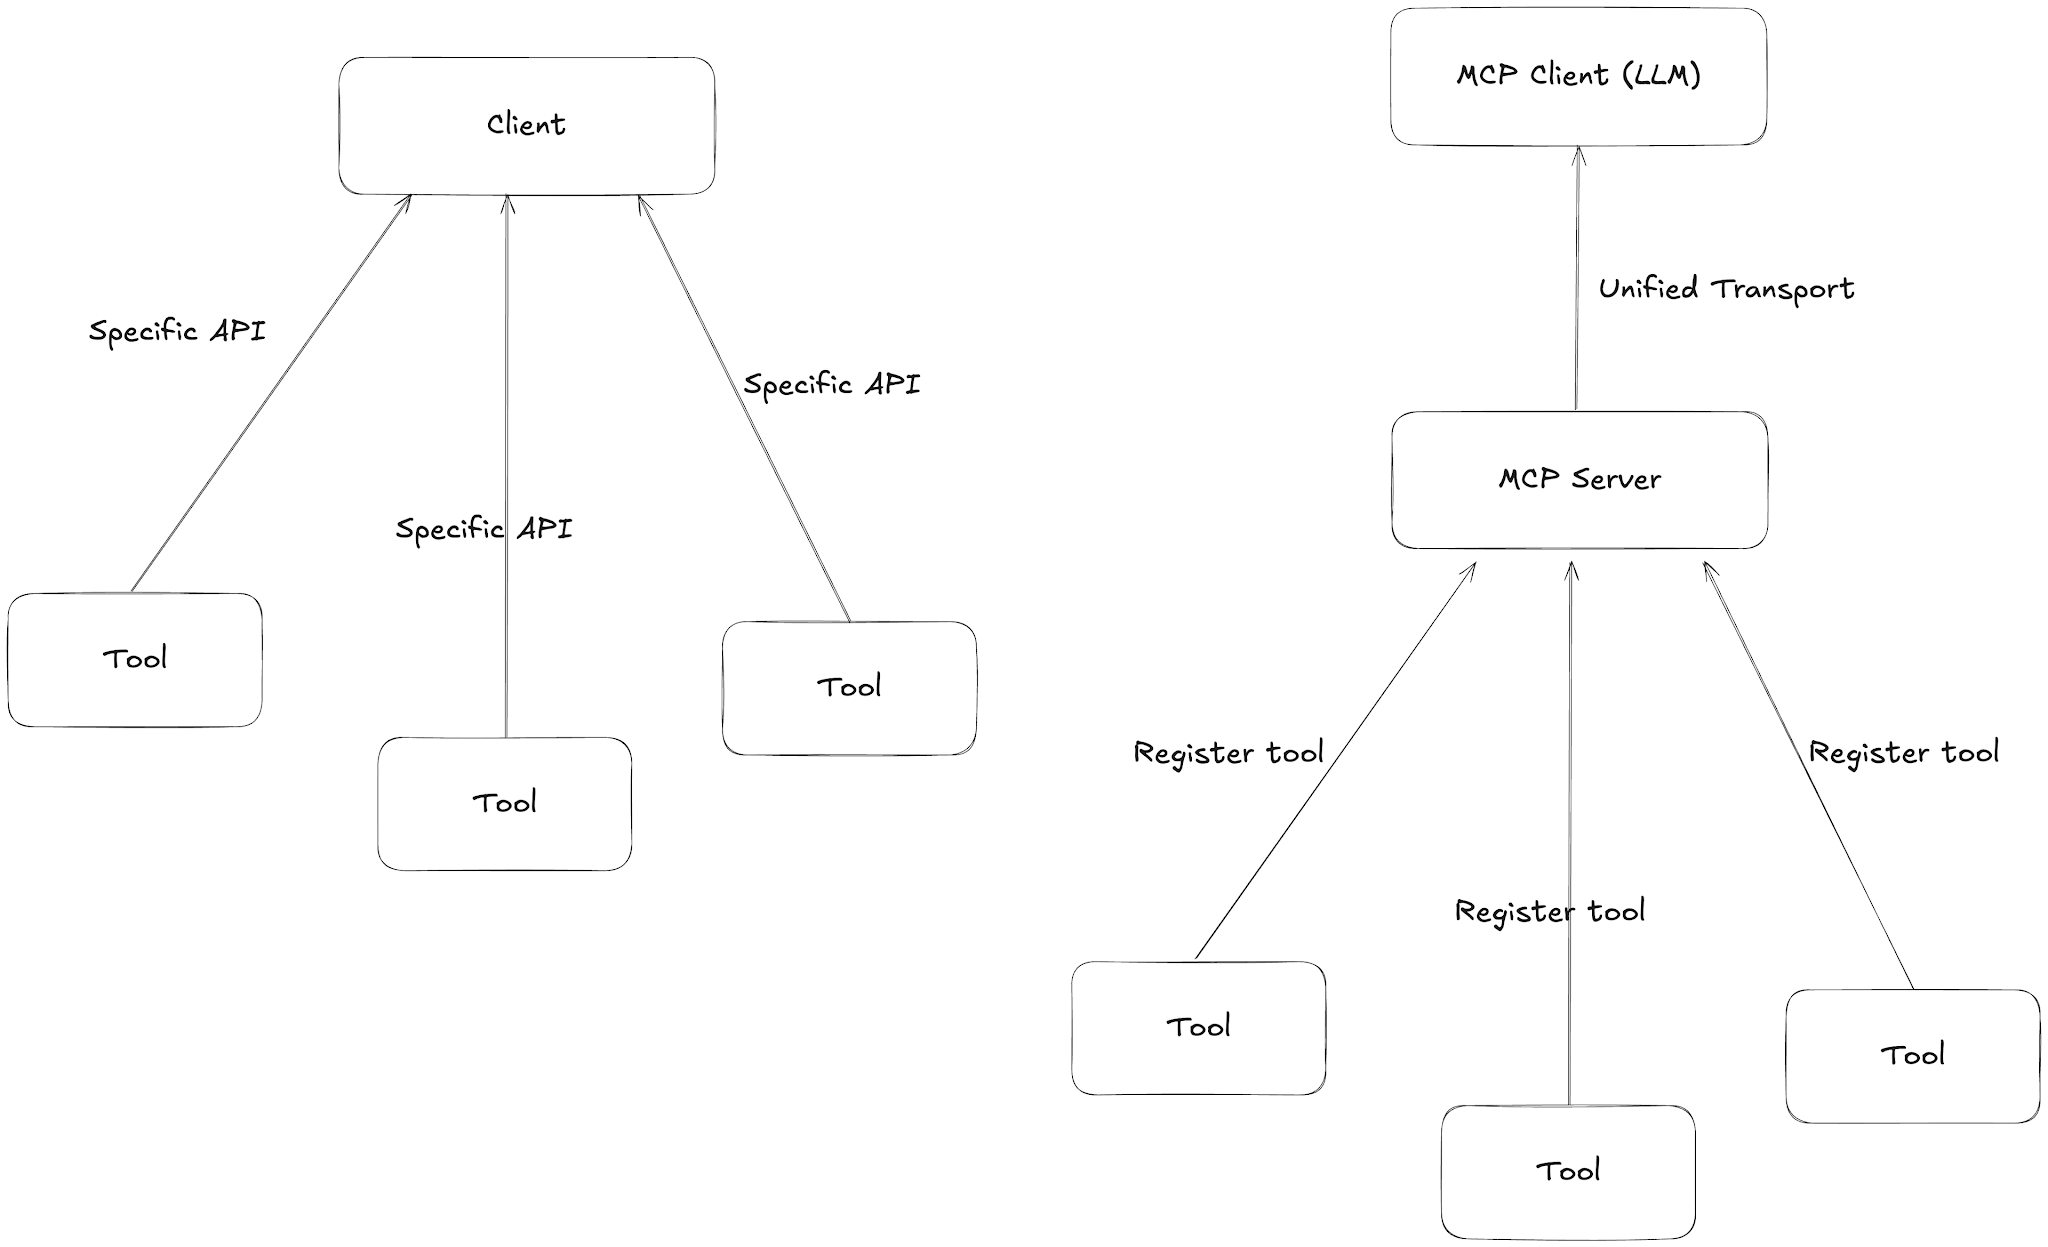 Client
Specific API
Specific API
Specific API
Tool
Tool
Tool
MCP Client (LLM)
Unified Transport
MCP Server
Register tool
Register tool
Register tool
Tool
Tool
Tool